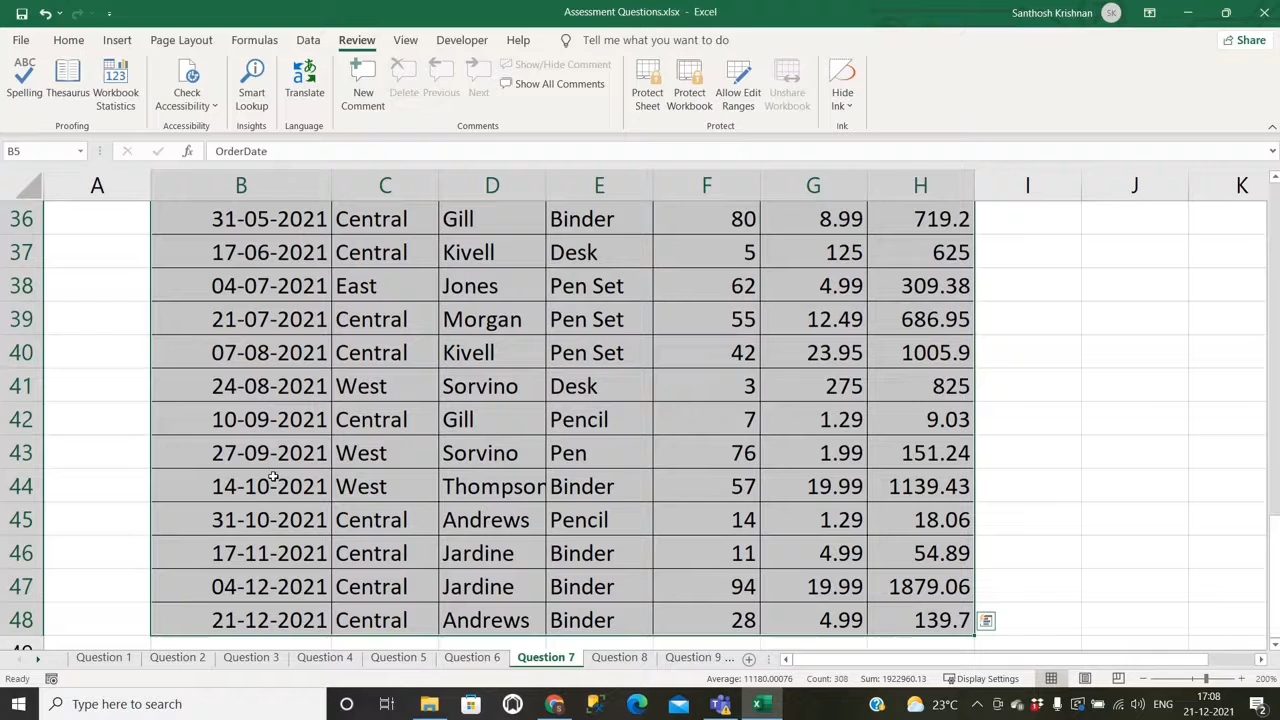 Assessment Questions.xlsx - Excel
Santhosh Krishnan
SK
File Home Insert Page Layout Formulas Data Review View Developer Help Tell me what you want to do
Share
ABC
Spelling Thesaurus Workbook Statistics
Check Accessibility
Smart Lookup
Translate
New Comment
Delete Previous Next
Show/Hide Comment
Show All Comments
Protect Sheet
Protect Workbook
Allow Edit Ranges
Unshare Workbook
Hide Ink
Proofing Accessibility Insights Language Comments Protect Ink
B5 fx OrderDate
A B C D E F G H I J K
36 31-05-2021 Central Gill Binder 80 8.99 719.2
37 17-06-2021 Central Kivell Desk 5 125 625
38 04-07-2021 East Jones Pen Set 62 4.99 309.38
39 21-07-2021 Central Morgan Pen Set 55 12.49 686.95
40 07-08-2021 Central Kivell Pen Set 42 23.95 1005.9
41 24-08-2021 West Sorvino Desk 3 275 825
42 10-09-2021 Central Gill Pencil 7 1.29 9.03
43 27-09-2021 West Sorvino Pen 76 1.99 151.24
44 14-10-2021 West Thompson Binder 57 19.99 1139.43
45 31-10-2021 Central Andrews Pencil 14 1.29 18.06
46 17-11-2021 Central Jardine Binder 11 4.99 54.89
47 04-12-2021 Central Jardine Binder 94 19.99 1879.06
48 21-12-2021 Central Andrews Binder 28 4.99 139.7
Question 1 Question 2 Question 3 Question 4 Question 5 Question 6 Question 7 Question 8 Question 9 ...
Ready
Average: 11180.00076 Count: 308 Sum: 1922960.13 Display Settings 200%
Type here to search
23°C
ENG
17:08
21-12-2021
2